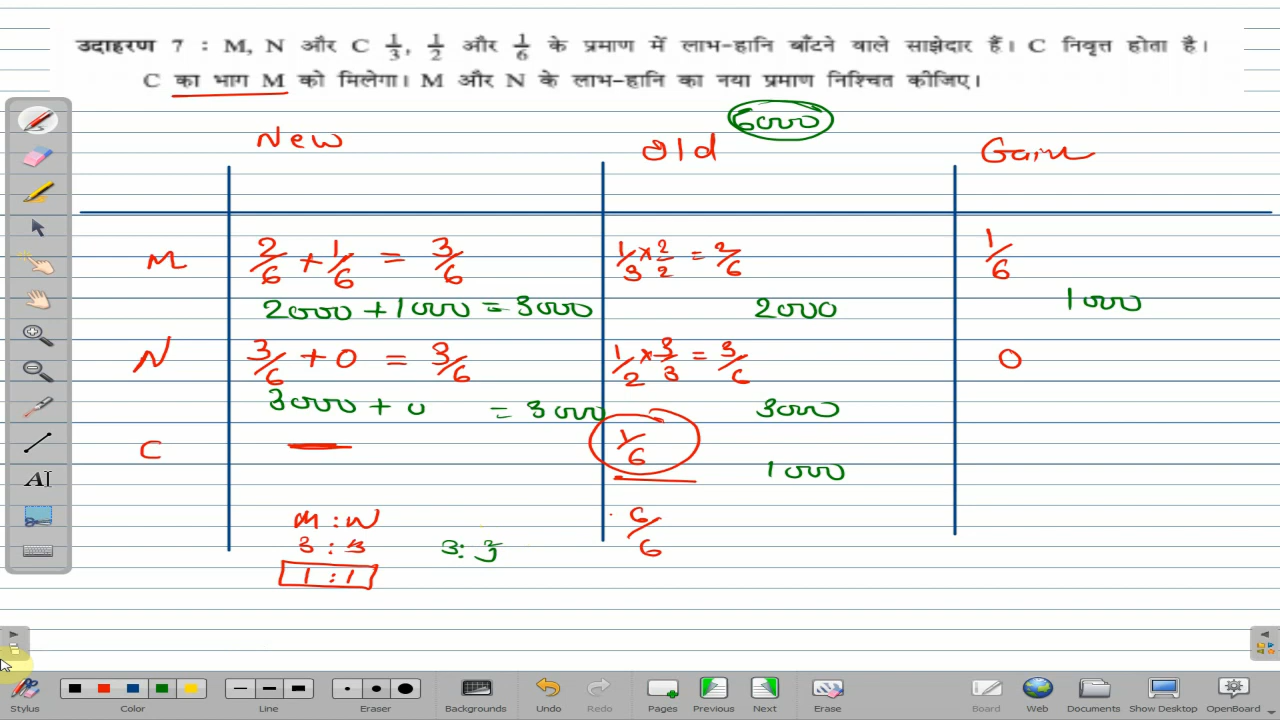 उदाहरण 7 : M, N और C 1/3, 1/2 और 1/6 के प्रमाण में लाभ-हानि बाँटने वाले साझेदार हैं। C निवृत्त होता है।
C का भाग M को मिलेगा। M और N के लाभ-हानि का नया प्रमाण निश्चित कीजिए।
6000
New Old Gain
M 2/6 + 1/6 = 3/6 1/3 × 2/2 = 2/6 1/6
2000 + 1000 = 3000 2000 1000
N 3/6 + 0 = 3/6 1/2 × 3/3 = 3/6 0
3000 + 0 = 3000 3000
C — 1/6
1000
M : N 6/6
3 : 3 3 : 3
1 : 1
AI
Stylus Color Line Eraser Backgrounds Undo Redo Pages Previous Next Erase Board Web Documents Show Desktop OpenBoard